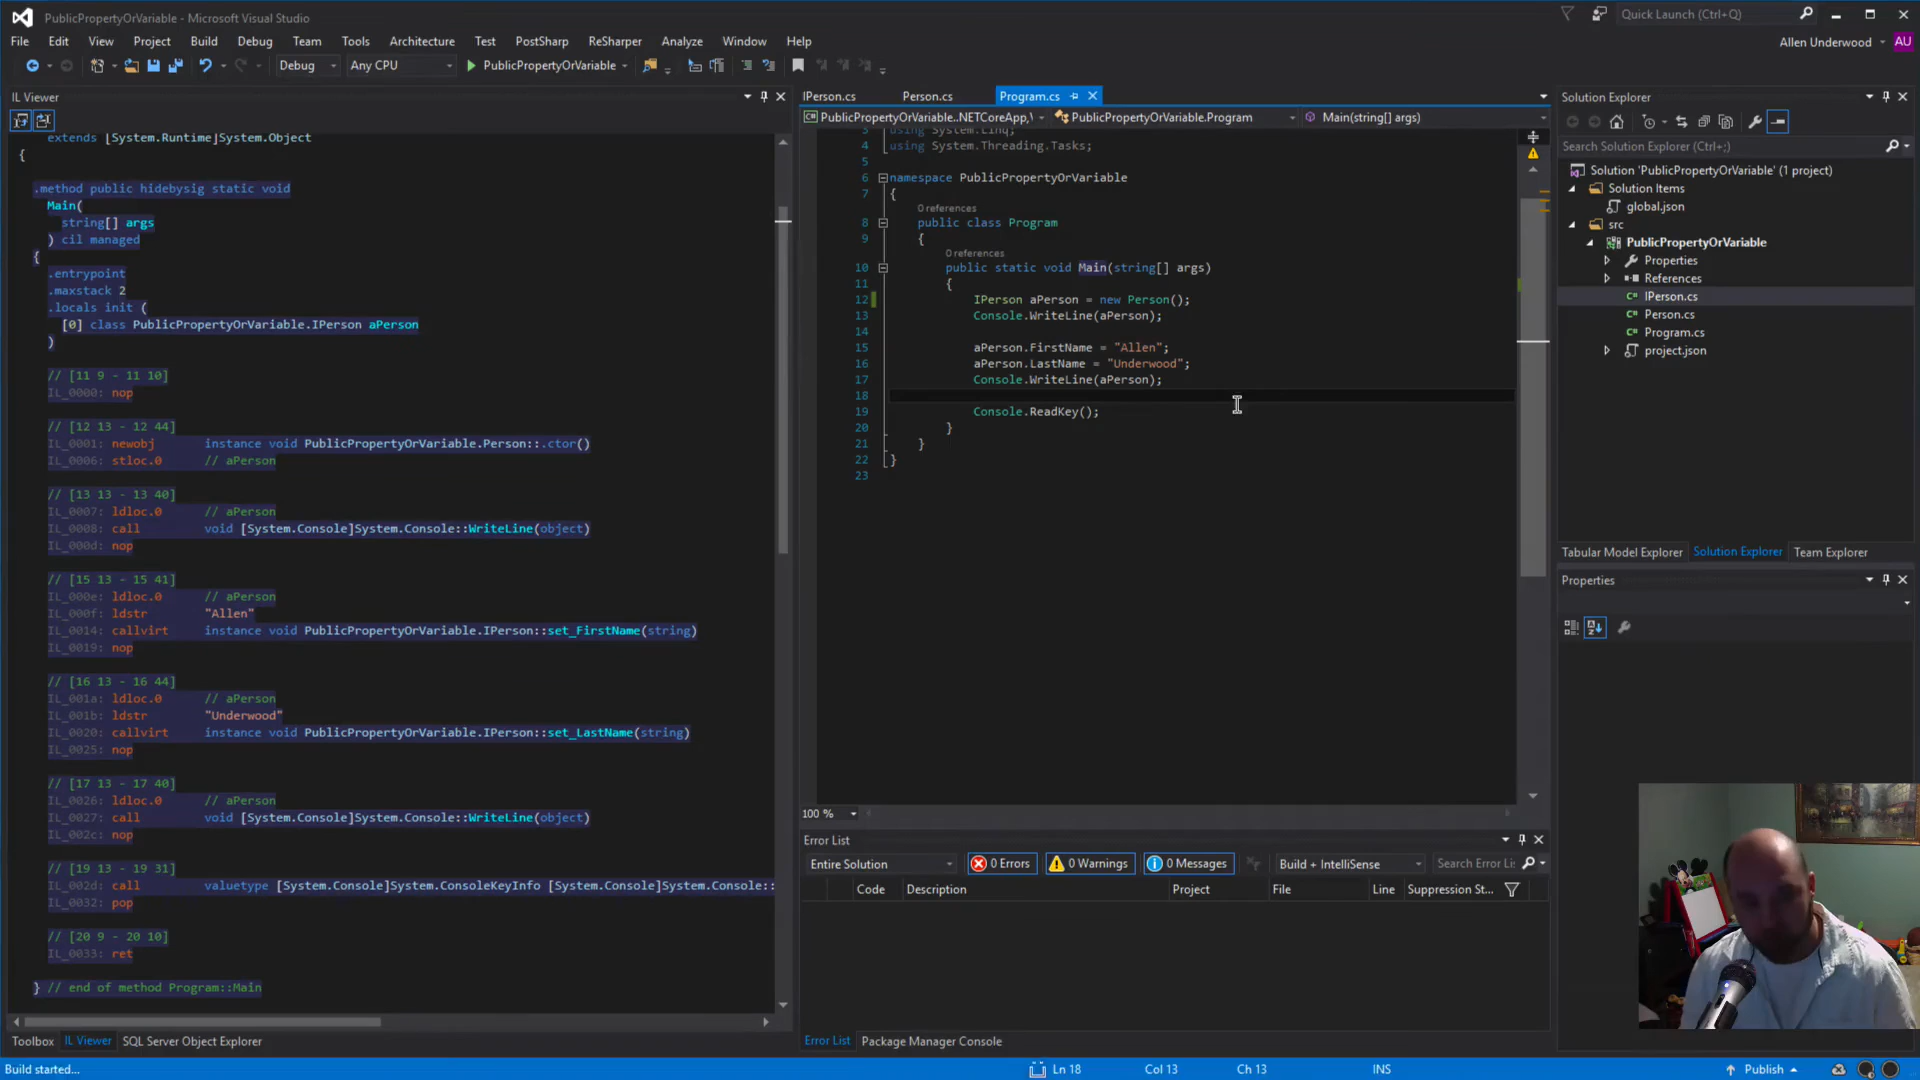 PublicPropertyOrVariable - Microsoft Visual Studio
Quick Launch (Ctrl+Q)
File Edit View Project Build Debug Team Tools Architecture Test PostSharp ReSharper Analyze Window Help
Allen Underwood AU
Debug Any CPU PublicPropertyOrVariable
IL Viewer
extends [System.Runtime]System.Object
{
.method public hidebysig static void
Main(
string[] args
) cil managed
{
.entrypoint
.maxstack 2
.locals init (
[0] class PublicPropertyOrVariable.IPerson aPerson
)
// [11 9 - 11 10]
IL_0000: nop
// [12 13 - 12 44]
IL_0001: newobj instance void PublicPropertyOrVariable.Person::.ctor()
IL_0006: stloc.0 // aPerson
// [13 13 - 13 40]
IL_0007: ldloc.0 // aPerson
IL_0008: call void [System.Console]System.Console::WriteLine(object)
IL_000d: nop
// [15 13 - 15 41]
IL_000e: ldloc.0 // aPerson
IL_000f: ldstr "Allen"
IL_0014: callvirt instance void PublicPropertyOrVariable.IPerson::set_FirstName(string)
IL_0019: nop
// [16 13 - 16 44]
IL_001a: ldloc.0 // aPerson
IL_001b: ldstr "Underwood"
IL_0020: callvirt instance void PublicPropertyOrVariable.IPerson::set_LastName(string)
IL_0025: nop
// [17 13 - 17 40]
IL_0026: ldloc.0 // aPerson
IL_0027: call void [System.Console]System.Console::WriteLine(object)
IL_002c: nop
// [19 13 - 19 31]
IL_002d: call valuetype [System.Console]System.ConsoleKeyInfo [System.Console]System.Console::
IL_0032: pop
// [20 9 - 20 10]
IL_0033: ret
} // end of method Program::Main
Toolbox IL Viewer SQL Server Object Explorer
IPerson.cs Person.cs Program.cs
PublicPropertyOrVariable..NETCoreApp,V PublicPropertyOrVariable.Program Main(string[] args)
3 using System.Linq;
4 using System.Threading.Tasks;
5
6 namespace PublicPropertyOrVariable
7 {
0 references
8 public class Program
9 {
0 references
10 public static void Main(string[] args)
11 {
12 IPerson aPerson = new Person();
13 Console.WriteLine(aPerson);
14
15 aPerson.FirstName = "Allen";
16 aPerson.LastName = "Underwood";
17 Console.WriteLine(aPerson);
18
19 Console.ReadKey();
20 }
21 }
22 }
23
100 %
Error List
Entire Solution 0 Errors 0 Warnings 0 Messages Build + IntelliSense Search Error Li
Code Description Project File Line Suppression St...
Error List Package Manager Console
Solution Explorer
Search Solution Explorer (Ctrl+;)
Solution 'PublicPropertyOrVariable' (1 project)
Solution Items
global.json
src
PublicPropertyOrVariable
Properties
References
IPerson.cs
Person.cs
Program.cs
project.json
Tabular Model Explorer Solution Explorer Team Explorer
Properties
Build started... Ln 18 Col 13 Ch 13 INS Publish